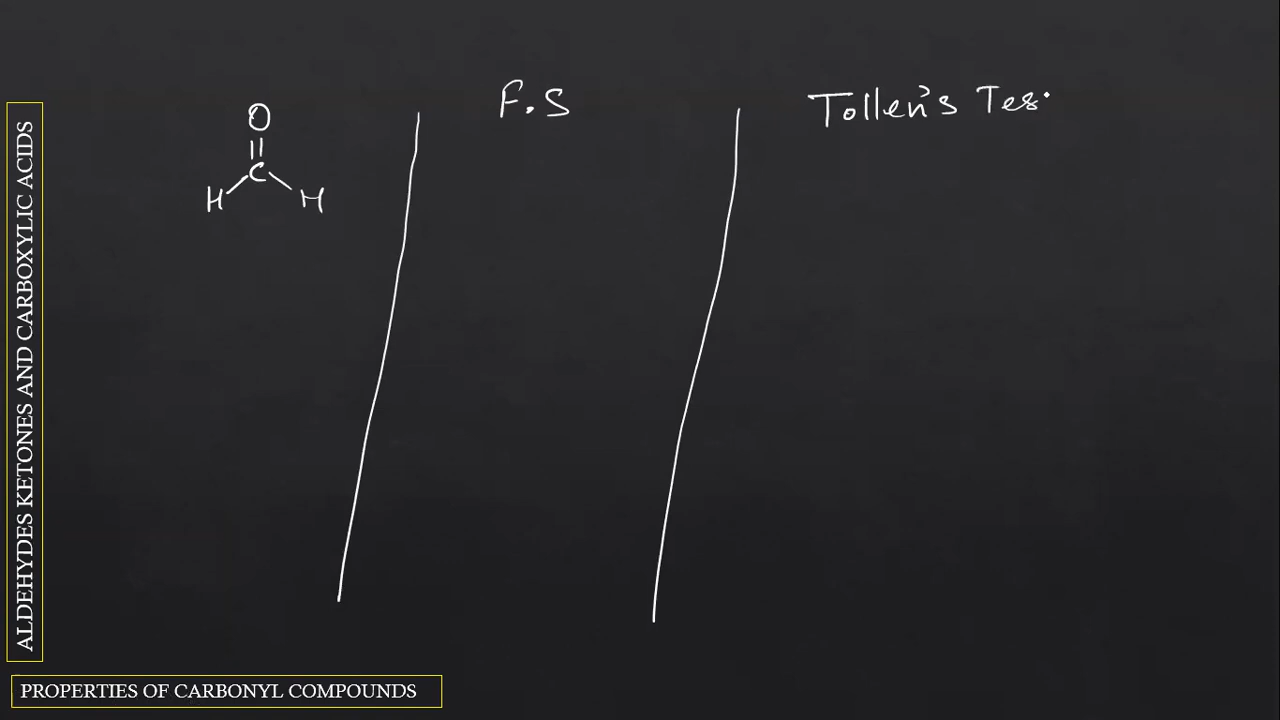 F.S
Tollen's Tes
O
C
H H
ALDEHYDES KETONES AND CARBOXYLIC ACIDS
PROPERTIES OF CARBONYL COMPOUNDS